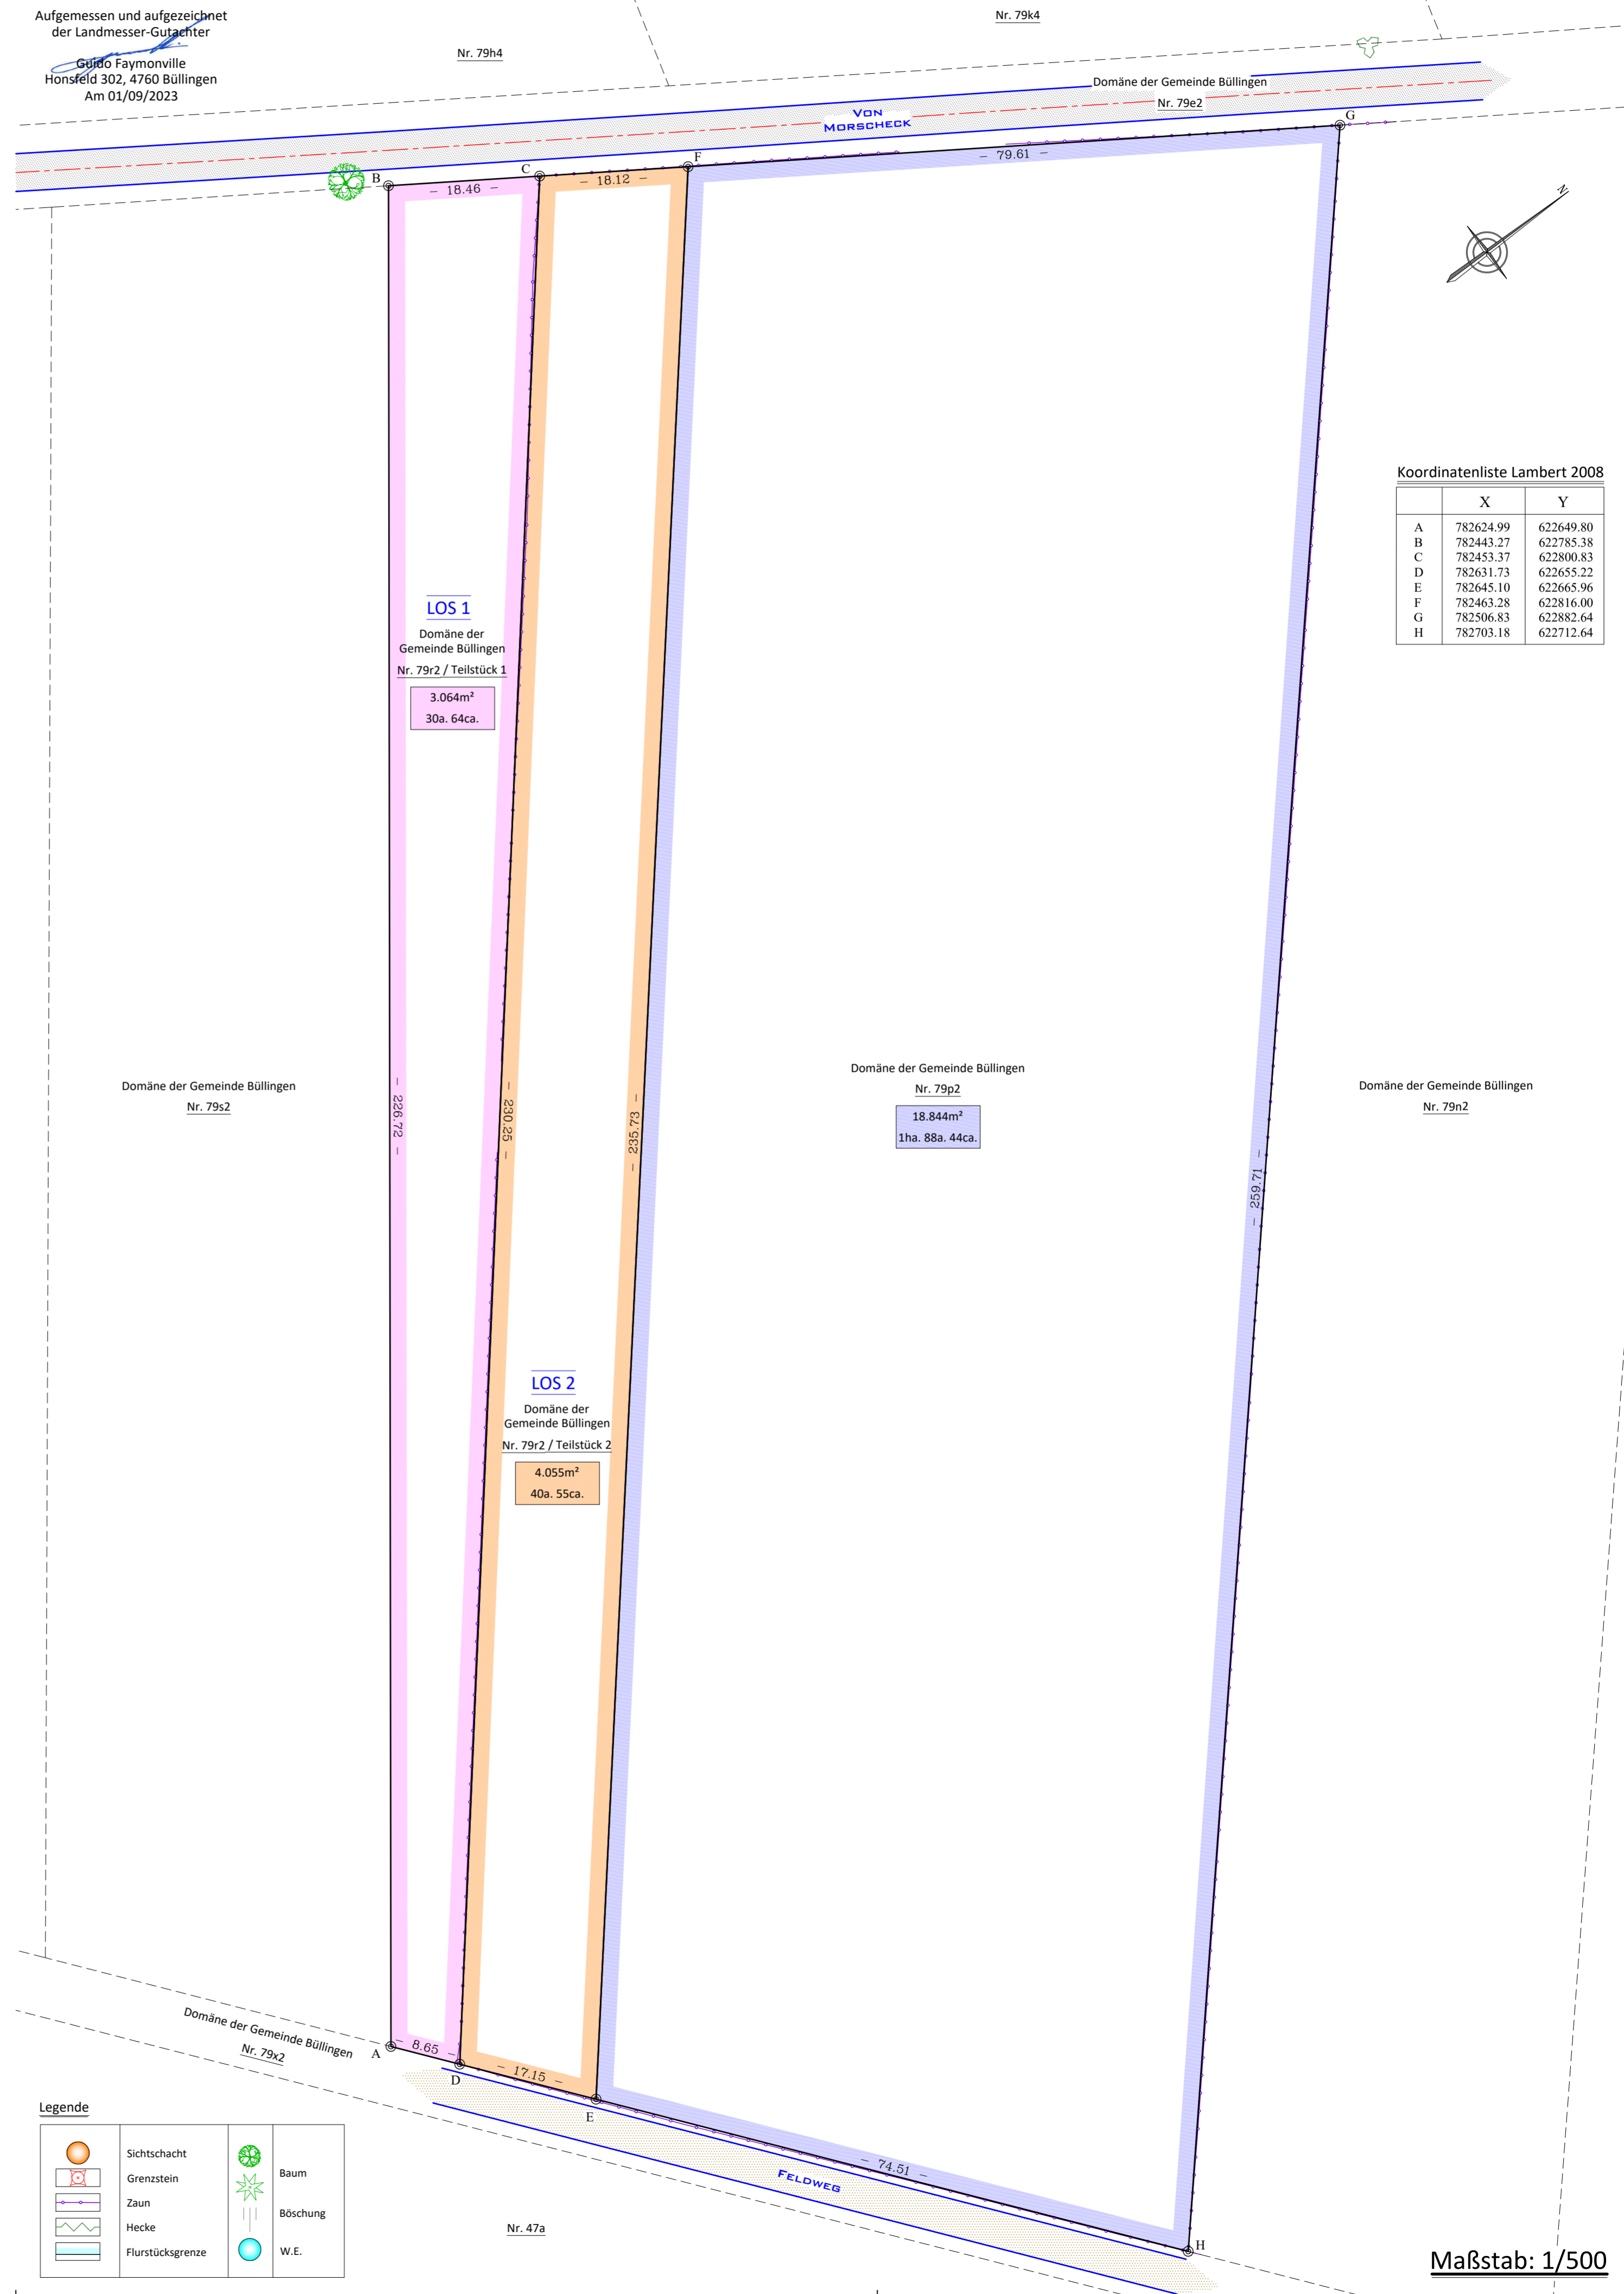 Aufgemessen und aufgezeichnet
der Landmesser-Gutachter
Guido Faymonville
Honsfeld 302, 4760 Büllingen
Am 01/09/2023
Nr. 79h4
Nr. 79k4
Domäne der Gemeinde Büllingen
Nr. 79e2
VON
MORSCHECK
B
– 18.46 –
C
– 18.12 –
F
– 79.61 –
G
N
Koordinatenliste Lambert 2008
X Y
A 782624.99 622649.80
B 782443.27 622785.38
C 782453.37 622800.83
D 782631.73 622655.22
E 782645.10 622665.96
F 782463.28 622816.00
G 782506.83 622882.64
H 782703.18 622712.64
LOS 1
Domäne der
Gemeinde Büllingen
Nr. 79r2 / Teilstück 1
3.064m²
30a. 64ca.
Domäne der Gemeinde Büllingen
Nr. 79s2
– 226.72 –
– 230.25 –
– 235.73 –
Domäne der Gemeinde Büllingen
Nr. 79p2
18.844m²
1ha. 88a. 44ca.
– 259.71 –
Domäne der Gemeinde Büllingen
Nr. 79n2
LOS 2
Domäne der
Gemeinde Büllingen
Nr. 79r2 / Teilstück 2
4.055m²
40a. 55ca.
Domäne der Gemeinde Büllingen
Nr. 79x2
A
– 8.65 –
D
– 17.15 –
E
– 74.51 –
H
FELDWEG
Nr. 47a
Legende
Sichtschacht
Grenzstein
Zaun
Hecke
Flurstücksgrenze
Baum
Böschung
W.E.
Maßstab: 1/500